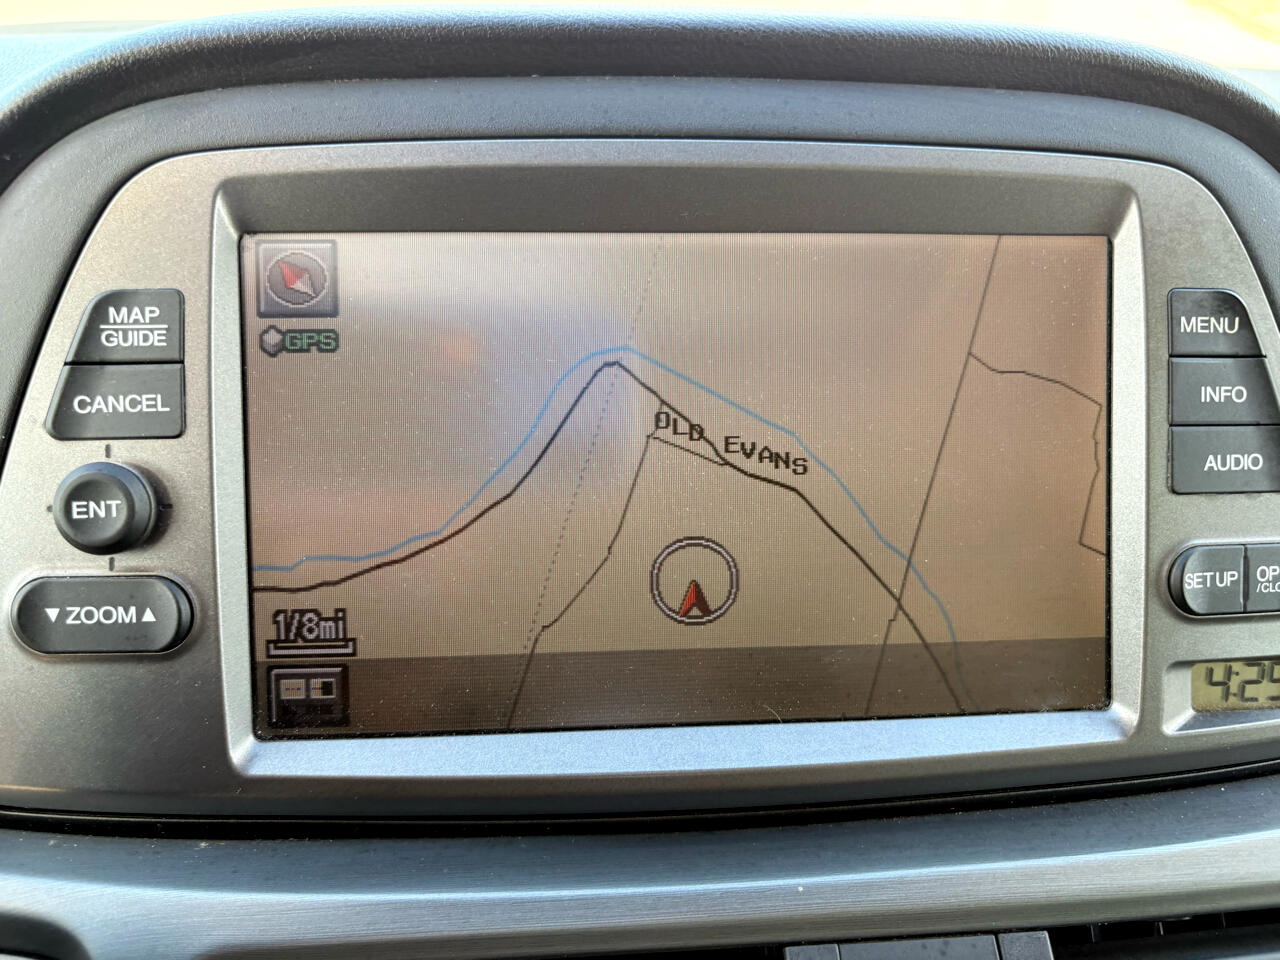 MAP
GUIDE
CANCEL
ENT
▼ ZOOM ▲
GPS
OLD EVANS
1/8mi
MENU
INFO
AUDIO
SETUP